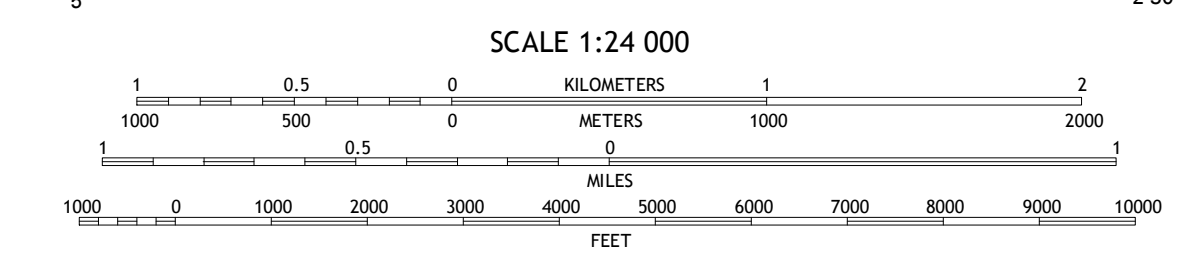 SCALE 1:24 000
1 0.5 0 KILOMETERS 1 2
1000 500 0 METERS 1000 2000
1 0.5 0 1
MILES
1000 0 1000 2000 3000 4000 5000 6000 7000 8000 9000 10000
FEET